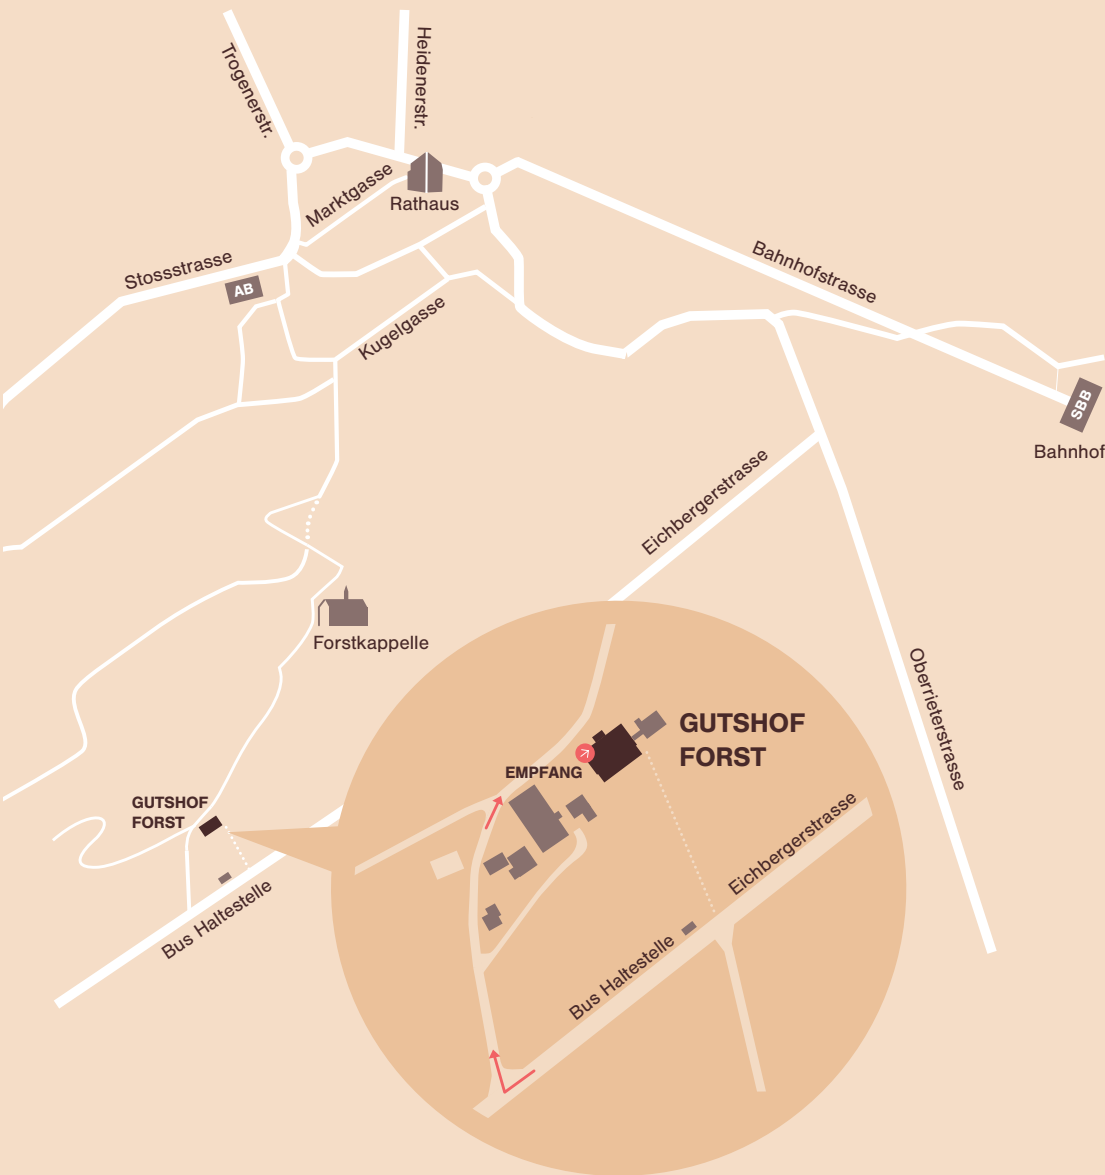 Trogenerstr.
Heidenerstr.
Marktgasse
Rathaus
Stossstrasse
AB
Bahnhofstrasse
Kugelgasse
SBB
Bahnhof
Eichbergerstrasse
Forstkappelle
Oberrieterstrasse
GUTSHOF
FORST
EMPFANG
GUTSHOF
FORST
Eichbergerstrasse
Bus Haltestelle
Bus Haltestelle